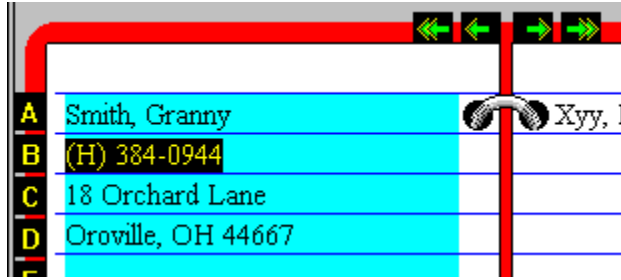 A Smith, Granny Xyy,
B (H) 384-0944
C 18 Orchard Lane
D Oroville, OH 44667